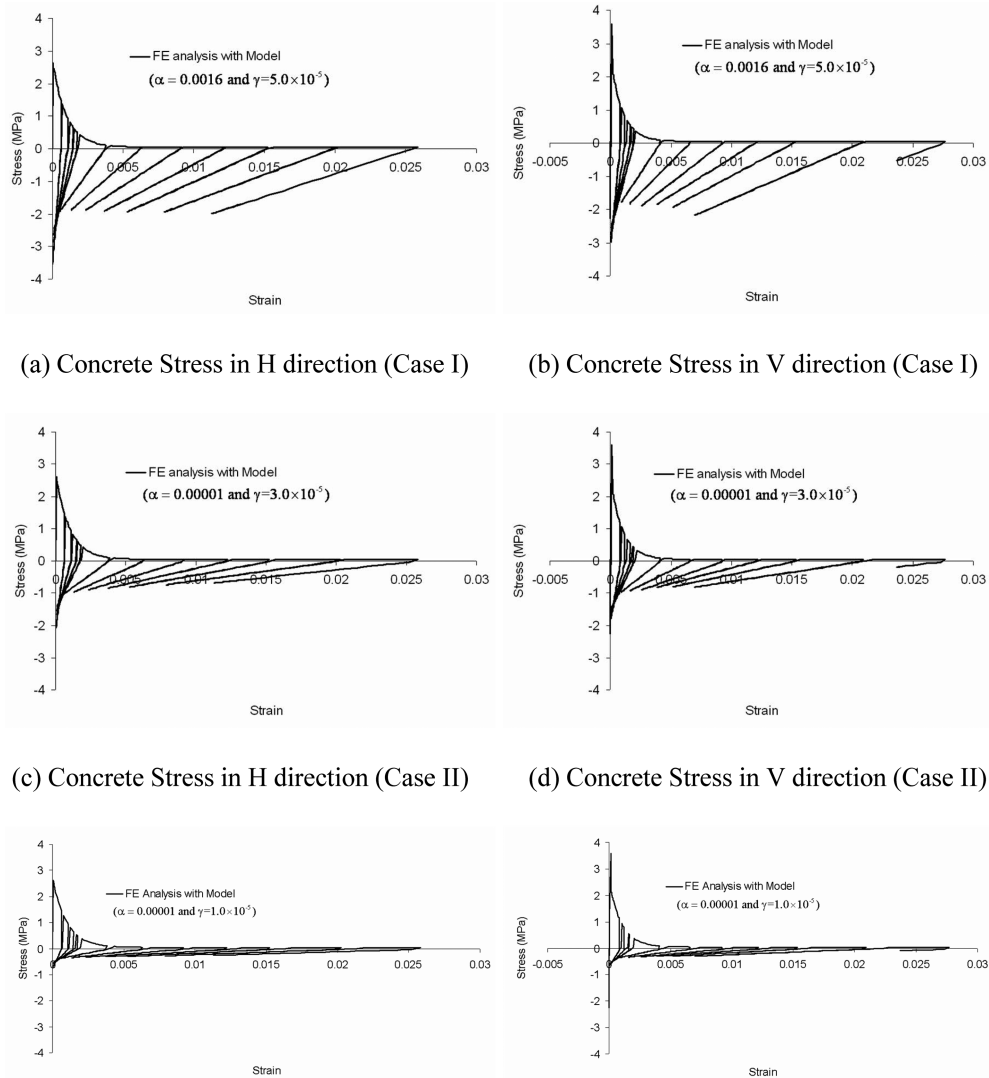 4
3
2
1
0
-1
-2
-3
-4
Stress (MPa)
FE analysis with Model
(α = 0.0016 and γ=5.0×10⁻⁵)
0 0.005 0.01 0.015 0.02 0.025 0.03
Strain
4
3
2
1
0
-1
-2
-3
-4
Stress (MPa)
FE analysis with Model
(α = 0.0016 and γ=5.0×10⁻⁵)
-0.005 0 0.005 0.01 0.015 0.02 0.025 0.03
Strain
(a) Concrete Stress in H direction (Case I)
(b) Concrete Stress in V direction (Case I)
4
3
2
1
0
-1
-2
-3
-4
Stress (MPa)
FE analysis with Model
(α = 0.00001 and γ=3.0×10⁻⁵)
0 0.005 0.01 0.015 0.02 0.025 0.03
Strain
4
3
2
1
0
-1
-2
-3
-4
Stress (MPa)
FE analysis with Model
(α = 0.00001 and γ=3.0×10⁻⁵)
-0.005 0 0.005 0.01 0.015 0.02 0.025 0.03
Strain
(c) Concrete Stress in H direction (Case II)
(d) Concrete Stress in V direction (Case II)
4
3
2
1
0
-1
-2
-3
-4
Stress (MPa)
FE Analysis with Model
(α = 0.00001 and γ=1.0×10⁻⁵)
0 0.005 0.01 0.015 0.02 0.025 0.03
Strain
4
3
2
1
0
-1
-2
-3
-4
Stress (MPa)
FE Analysis with Model
(α = 0.00001 and γ=1.0×10⁻⁵)
-0.005 0 0.005 0.01 0.015 0.02 0.025 0.03
Strain